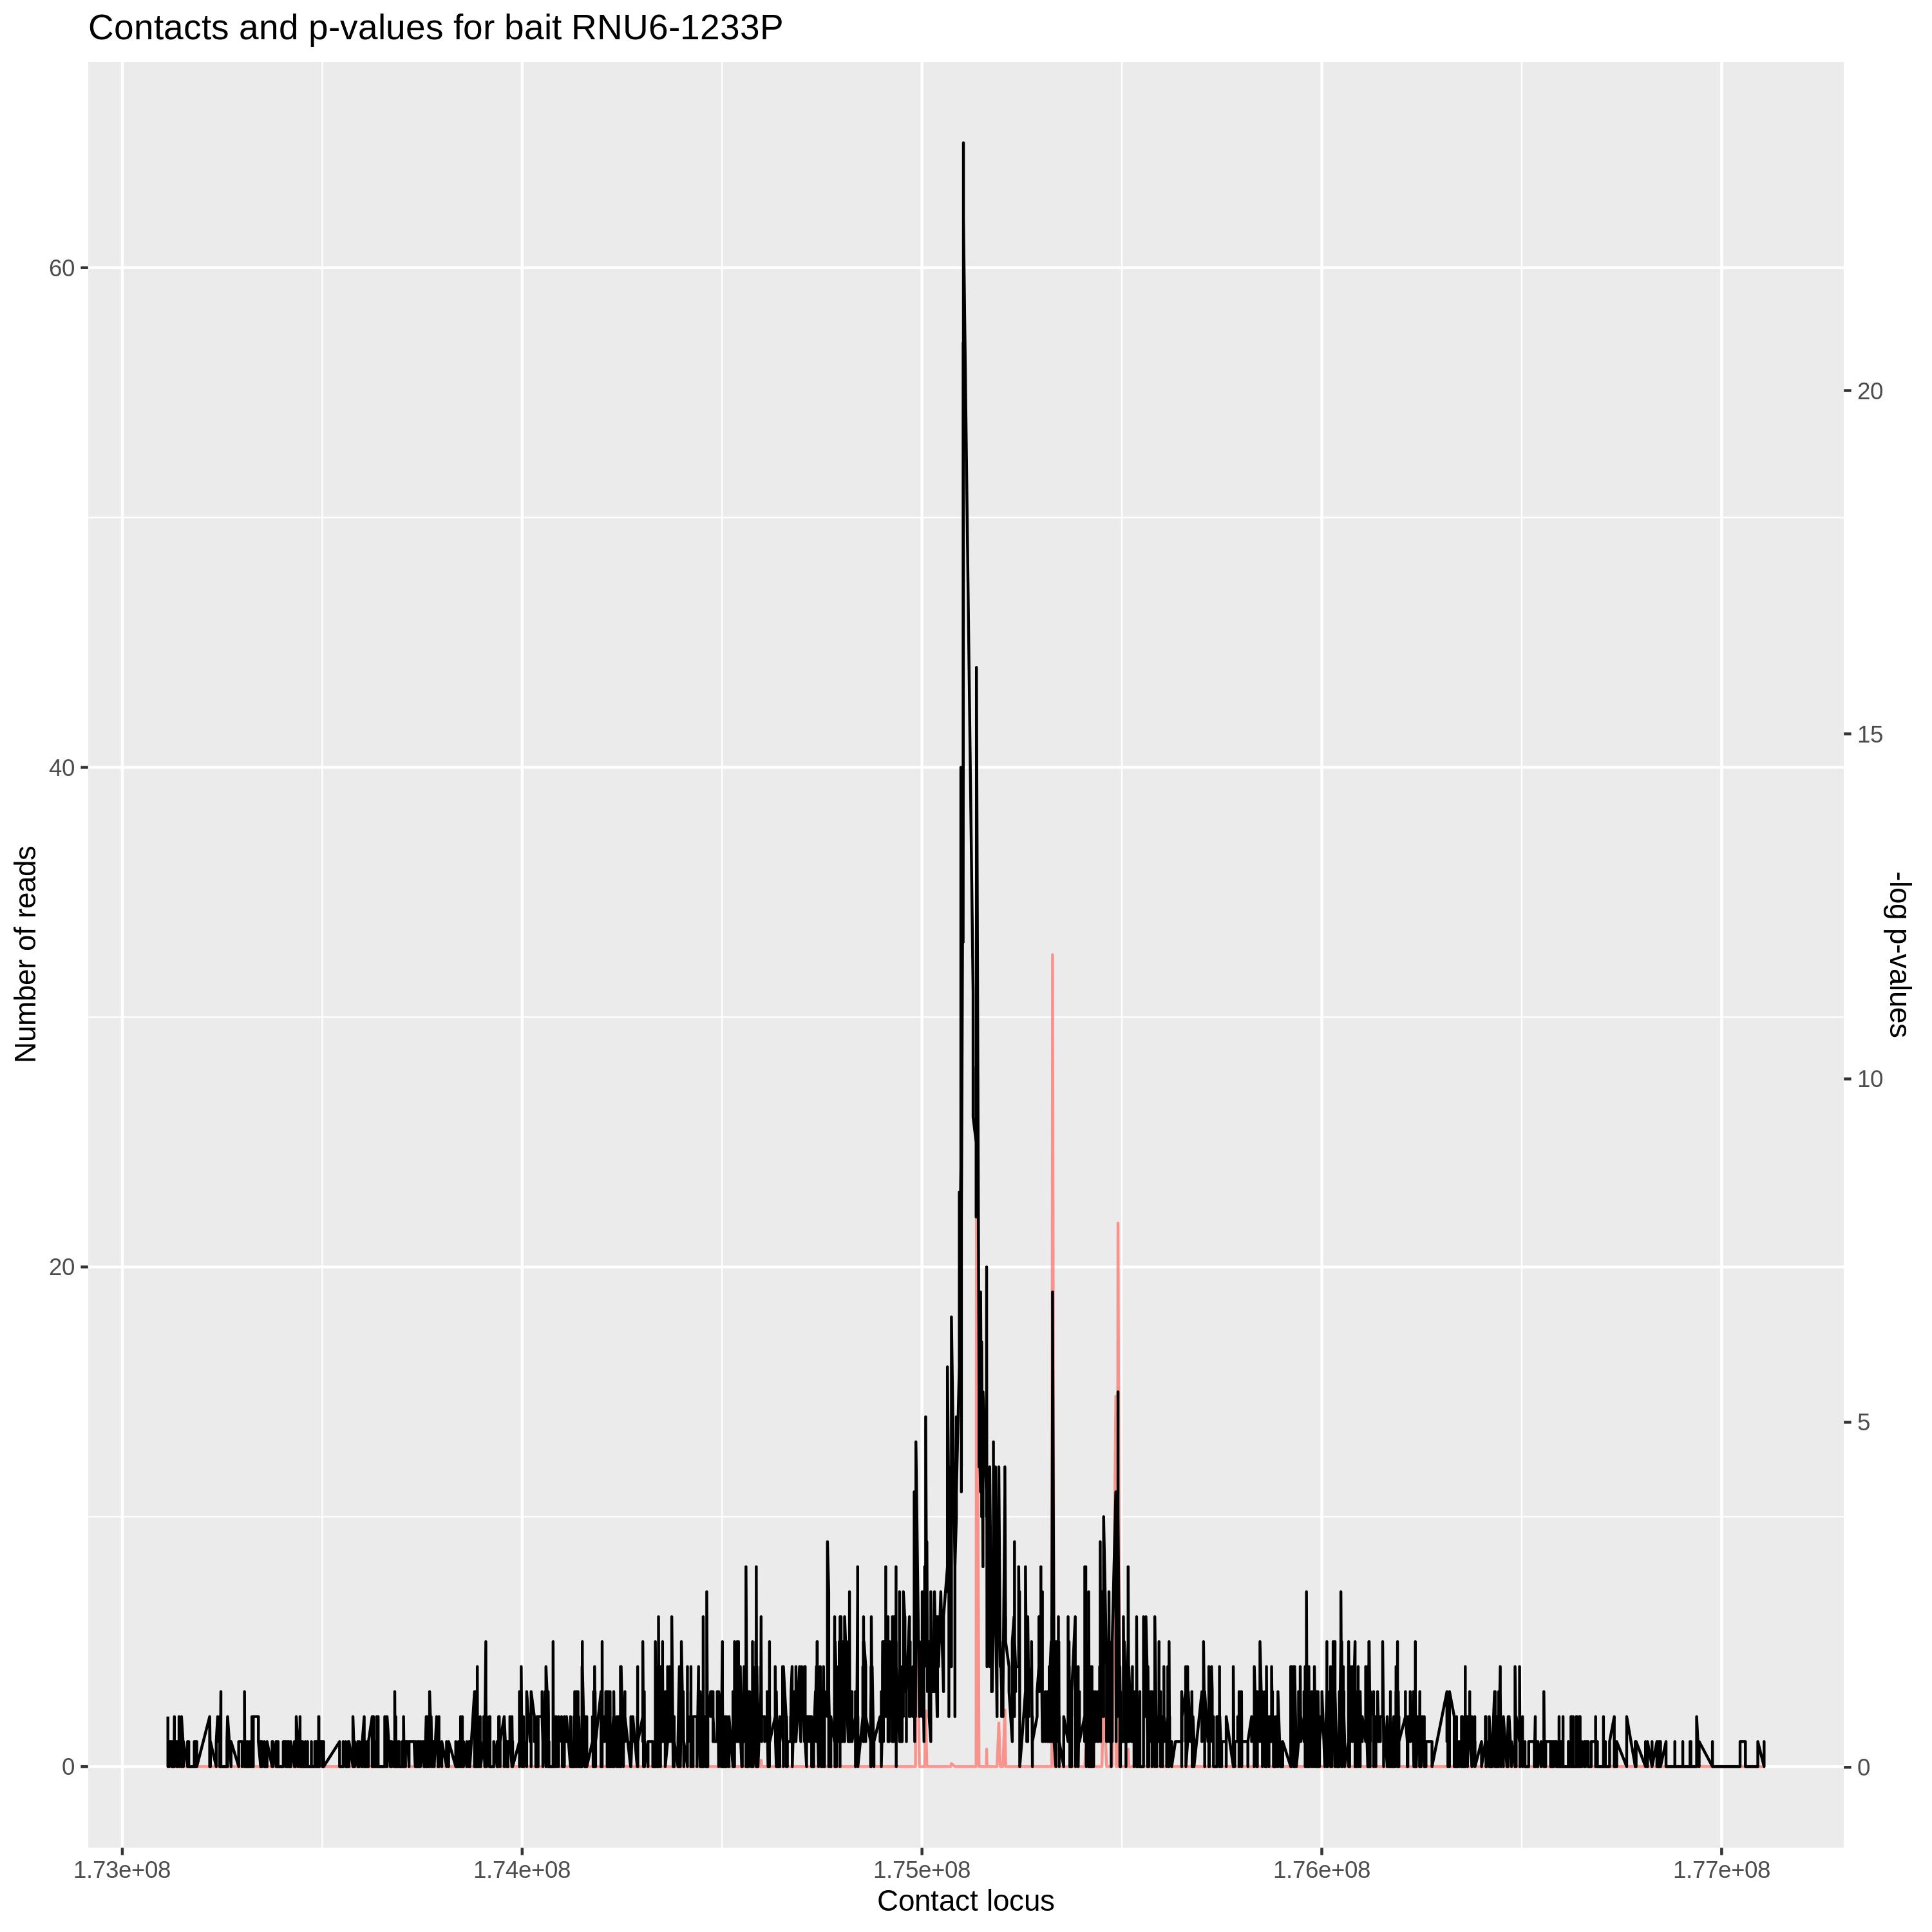 Contacts and p-values for bait RNU6-1233P
60
40
20
0
Number of reads
20
15
10
5
0
-log p-values
1.73e+08
1.74e+08
1.75e+08
1.76e+08
1.77e+08
Contact locus